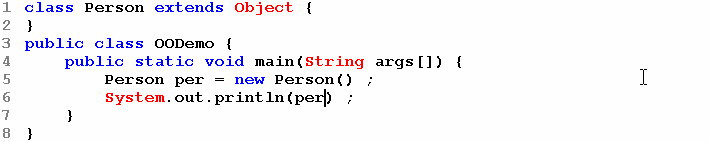 1 class Person extends Object {
2 }
3 public class OODemo {
4     public static void main(String args[]) {
5         Person per = new Person() ;
6         System.out.println(per) ;
7     }
8 }